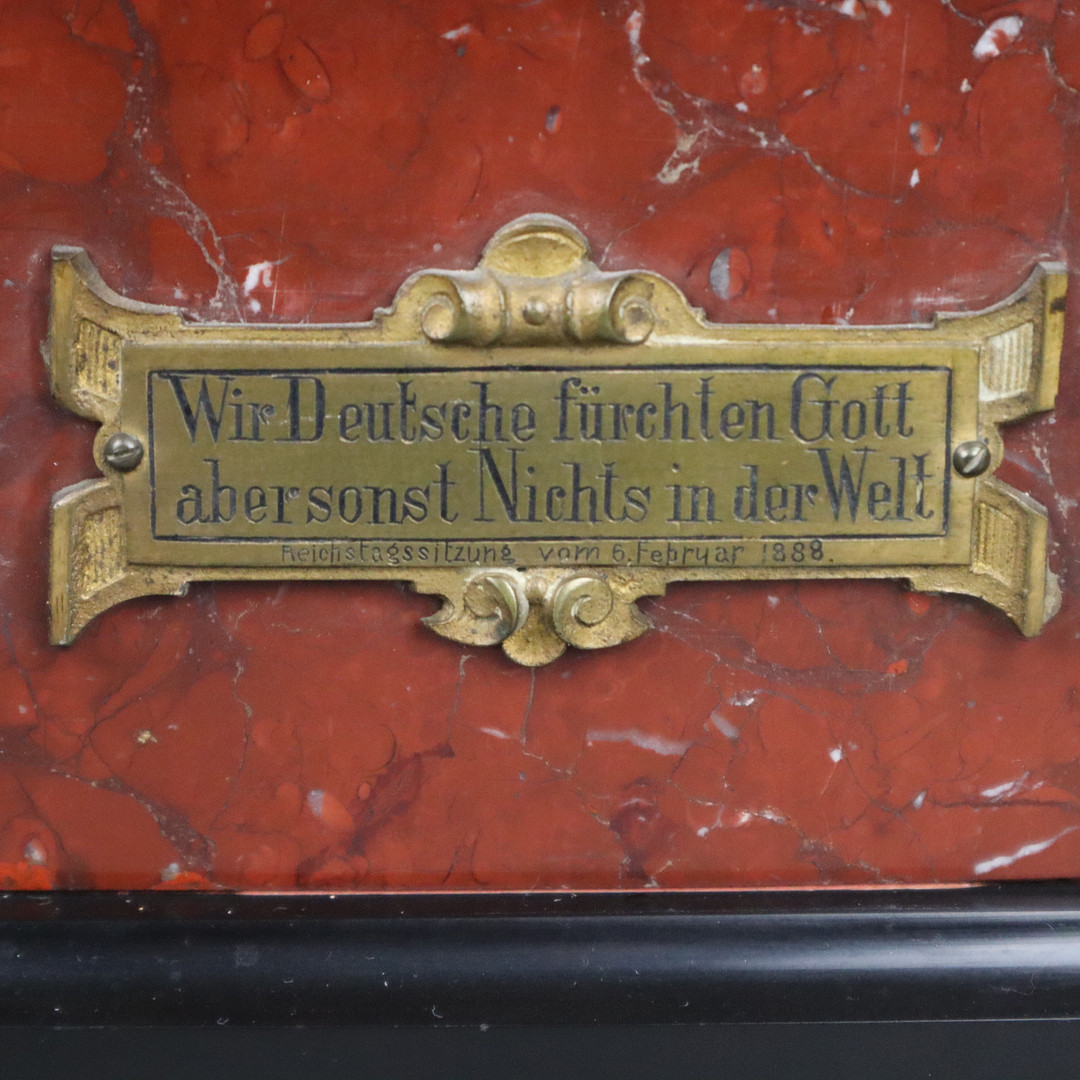 Wir Deutsche fürchten Gott
aber sonst Nichts in der Welt
Reichstagssitzung vom 6. Februar 1888.